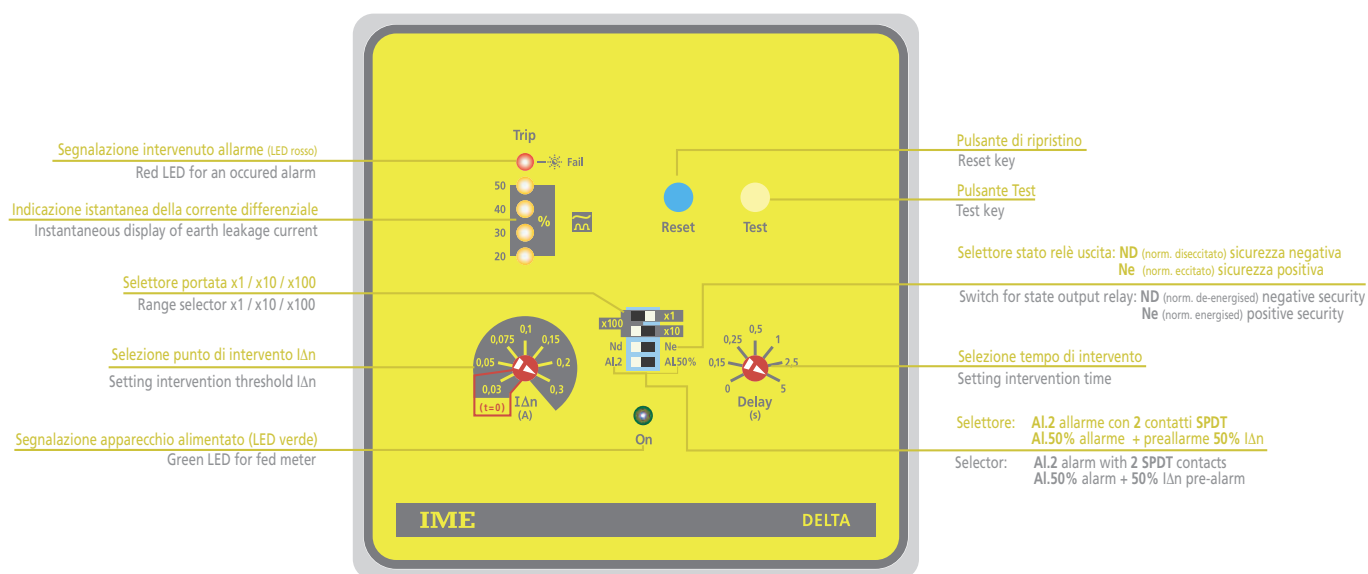 Trip
Fail
50
40
30
20
%
Reset
Test
x100
x1
x10
Nd
Ne
Al.2
Al.50%
0,03
0,05
0,075
0,1
0,15
0,2
0,3
(t=0)
I∆n
(A)
0
0,15
0,25
0,5
1
2,5
5
Delay
(s)
On
IME
DELTA
Segnalazione intervenuto allarme (LED rosso)
Red LED for an occured alarm
Indicazione istantanea della corrente differenziale
Instantaneous display of earth leakage current
Selettore portata x1 / x10 / x100
Range selector x1 / x10 / x100
Selezione punto di intervento I∆n
Setting intervention threshold I∆n
Segnalazione apparecchio alimentato (LED verde)
Green LED for fed meter
Pulsante di ripristino
Reset key
Pulsante Test
Test key
Selettore stato relè uscita: ND (norm. diseccitato) sicurezza negativa
Ne (norm. eccitato) sicurezza positiva
Switch for state output relay: ND (norm. de-energised) negative security
Ne (norm. energised) positive security
Selezione tempo di intervento
Setting intervention time
Selettore: Al.2 allarme con 2 contatti SPDT
Al.50% allarme + preallarme 50% I∆n
Selector: Al.2 alarm with 2 SPDT contacts
Al.50% alarm + 50% I∆n pre-alarm